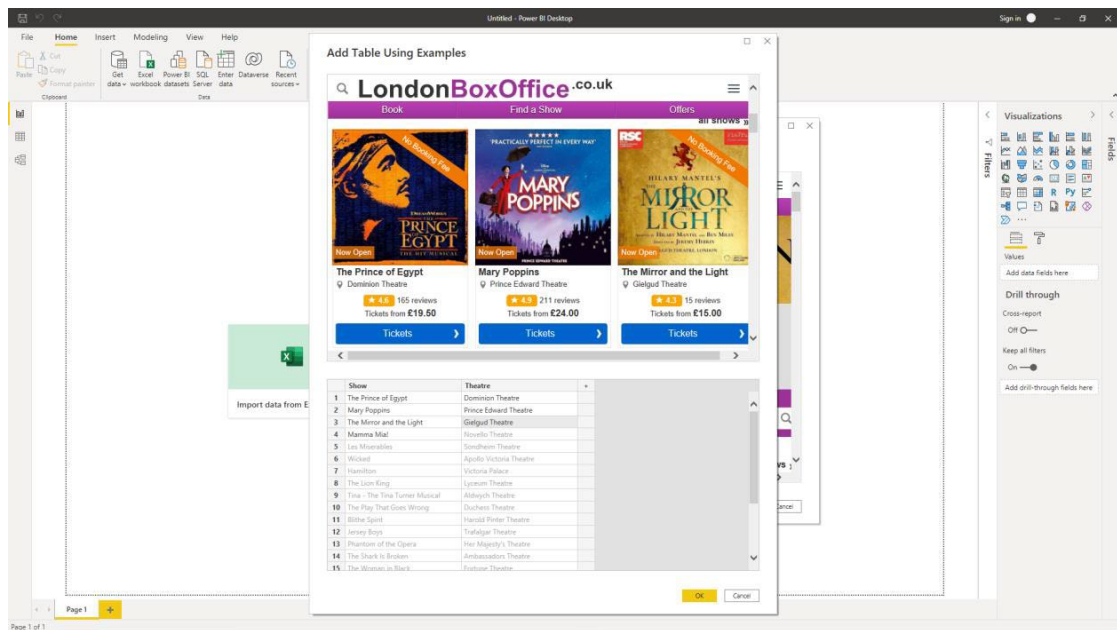 Untitled - Power BI Desktop
Sign in
File Home Insert Modeling View Help
Paste
Cut
Copy
Format painter
Clipboard
Get data
Excel workbook
Power BI datasets
SQL Server
Enter data
Dataverse
Recent sources
Data
Add Table Using Examples
LondonBoxOffice.co.uk
Book Find a Show Offers
all shows »
No Booking Fee
DREAMWORKS
THE PRINCE OF EGYPT
THE HIT MUSICAL
Now Open
'PRACTICALLY PERFECT IN EVERY WAY'
Disney
MARY POPPINS
PRINCE EDWARD THEATRE
Now Open
RSC
No Booking Fee
HILARY MANTEL'S
THE MIRROR
LIGHT
GIELGUD THEATRE, LONDON
Now Open
The Prince of Egypt
Dominion Theatre
4.6 165 reviews
Tickets from £19.50
Tickets
Mary Poppins
Prince Edward Theatre
4.9 211 reviews
Tickets from £24.00
Tickets
The Mirror and the Light
Gielgud Theatre
4.3 15 reviews
Tickets from £15.00
Tickets
Show Theatre
1 The Prince of Egypt Dominion Theatre
2 Mary Poppins Prince Edward Theatre
3 The Mirror and the Light Gielgud Theatre
4 Mamma Mia! Novello Theatre
5 Les Miserables Sondheim Theatre
6 Wicked Apollo Victoria Theatre
7 Hamilton Victoria Palace
8 The Lion King Lyceum Theatre
9 Tina - The Tina Turner Musical Aldwych Theatre
10 The Play That Goes Wrong Duchess Theatre
11 Blithe Spirit Harold Pinter Theatre
12 Jersey Boys Trafalgar Theatre
13 Phantom of the Opera Her Majesty's Theatre
14 The Shark Is Broken Ambassadors Theatre
15 The Woman in Black Fortune Theatre
OK Cancel
Import data from E
Cancel
Filters
Visualizations
Fields
R Py
Values
Add data fields here
Drill through
Cross-report
Off
Keep all filters
On
Add drill-through fields here
Page 1
Page 1 of 1